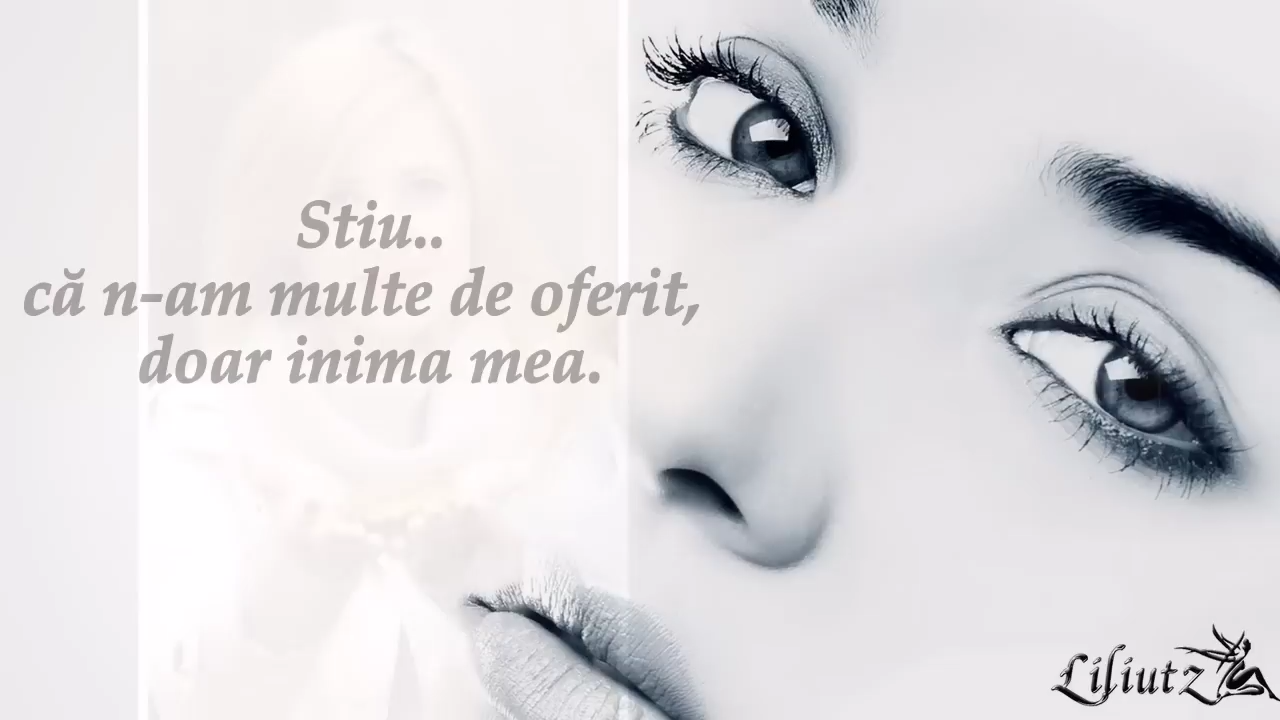 Stiu..
că n-am multe de oferit,
doar inima mea.
Liliutz